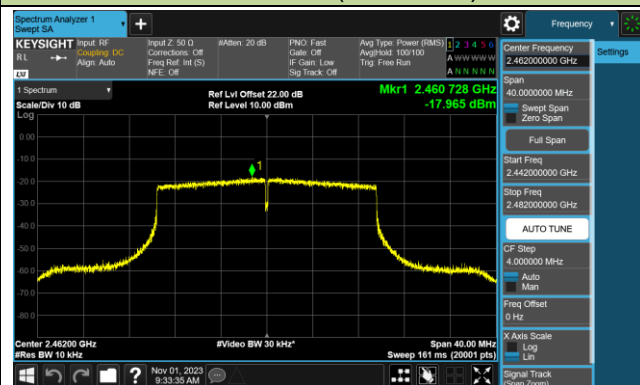 Spectrum Analyzer 1
Swept SA
Frequency
KEYSIGHT
RL
LXI
Input: RF
Coupling: DC
Align: Auto
Input Z: 50 Ω
Corrections: Off
Freq Ref: Int (S)
NFE: Off
#Atten: 20 dB
PNO: Fast
Gate: Off
IF Gain: Low
Sig Track: Off
Avg Type: Power (RMS)
Avg|Hold: 100/100
Trig: Free Run
1 2 3 4 5 6
A W W W W W
A N N N N N
1 Spectrum
Scale/Div 10 dB
Log
Ref Lvl Offset 22.00 dB
Ref Level 10.00 dBm
Mkr1 2.460 728 GHz
-17.965 dBm
0.00
-10.0
-20.0
-30.0
-40.0
-50.0
-60.0
-70.0
-80.0
1
Center 2.46200 GHz
#Res BW 10 kHz
#Video BW 30 kHz*
Span 40.00 MHz
Sweep 161 ms (20001 pts)
Nov 01, 2023
9:33:35 AM
Center Frequency
2.462000000 GHz
Settings
Span
40.0000000 MHz
Swept Span
Zero Span
Full Span
Start Freq
2.442000000 GHz
Stop Freq
2.482000000 GHz
AUTO TUNE
CF Step
4.000000 MHz
Auto
Man
Freq Offset
0 Hz
X Axis Scale
Log
Lin
Signal Track
(Span Zoom)